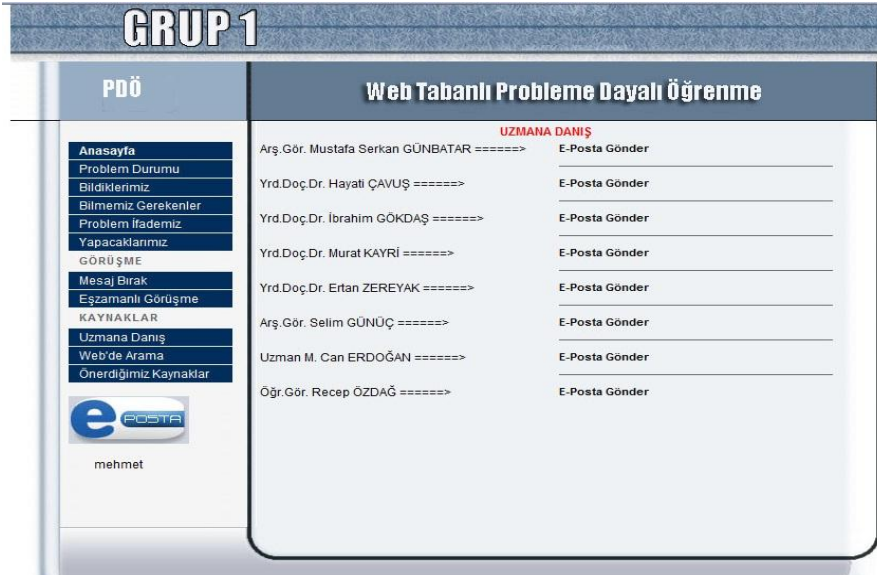 GRUP 1
PDÖ
Web Tabanlı Probleme Dayalı Öğrenme
Anasayfa
Problem Durumu
Bildiklerimiz
Bilmemiz Gerekenler
Problem İfademiz
Yapacaklarımız
GÖRÜŞME
Mesaj Bırak
Eşzamanlı Görüşme
KAYNAKLAR
Uzmana Danış
Web'de Arama
Önerdiğimiz Kaynaklar
e POSTA
mehmet
UZMANA DANIŞ
Arş.Gör. Mustafa Serkan GÜNBATAR ======> E-Posta Gönder
Yrd.Doç.Dr. Hayati ÇAVUŞ ======> E-Posta Gönder
Yrd.Doç.Dr. İbrahim GÖKDAŞ ======> E-Posta Gönder
Yrd.Doç.Dr. Murat KAYRİ ======> E-Posta Gönder
Yrd.Doç.Dr. Ertan ZEREYAK ======> E-Posta Gönder
Arş.Gör. Selim GÜNÜÇ ======> E-Posta Gönder
Uzman M. Can ERDOĞAN ======> E-Posta Gönder
Öğr.Gör. Recep ÖZDAĞ ======> E-Posta Gönder